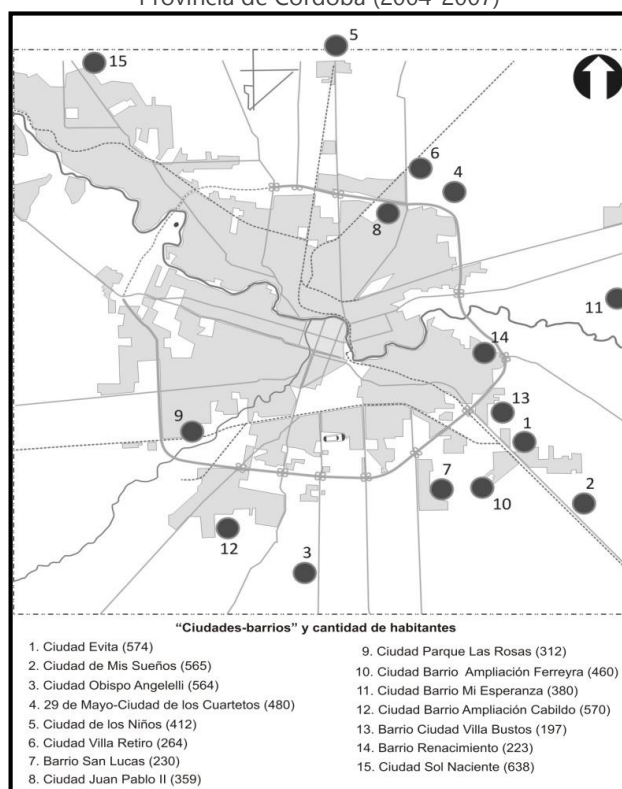 Provincia de Córdoba (2004-2007)
5
15
6
4
8
11
14
13
9
1
7
10
2
12
3
“Ciudades-barrios” y cantidad de habitantes
1. Ciudad Evita (574)
2. Ciudad de Mis Sueños (565)
3. Ciudad Obispo Angelelli (564)
4. 29 de Mayo-Ciudad de los Cuartetos (480)
5. Ciudad de los Niños (412)
6. Ciudad Villa Retiro (264)
7. Barrio San Lucas (230)
8. Ciudad Juan Pablo II (359)
9. Ciudad Parque Las Rosas (312)
10. Ciudad Barrio Ampliación Ferreyra (460)
11. Ciudad Barrio Mi Esperanza (380)
12. Ciudad Barrio Ampliación Cabildo (570)
13. Barrio Ciudad Villa Bustos (197)
14. Barrio Renacimiento (223)
15. Ciudad Sol Naciente (638)